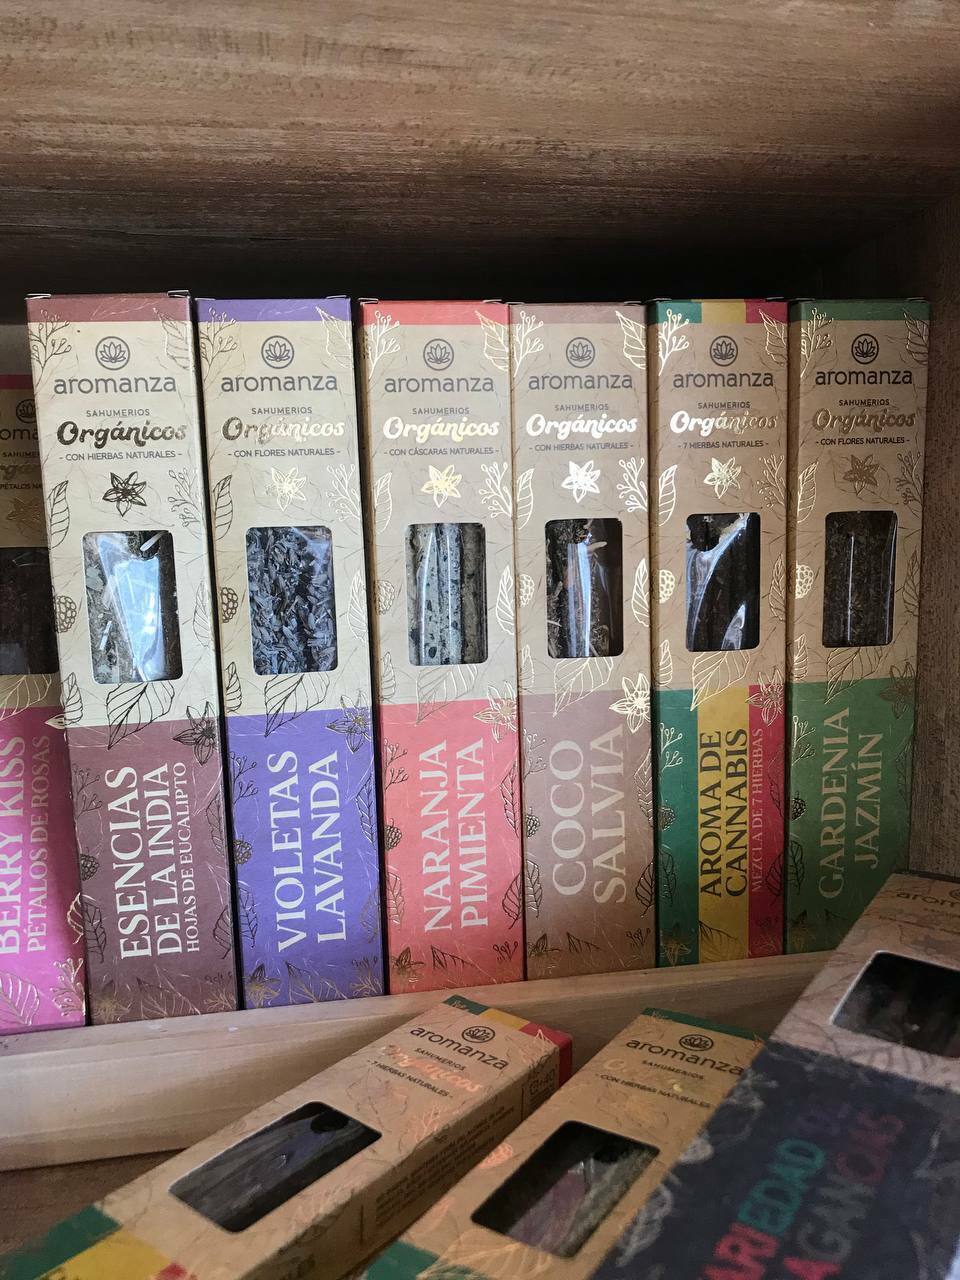 BERRY KISS
PÉTALOS DE ROSAS
aromanza
SAHUMERIOS
Orgánicos
- CON HIERBAS NATURALES -
ESENCIAS
DE LA INDIA
HOJAS DE EUCALIPTO
aromanza
SAHUMERIOS
Orgánicos
- CON FLORES NATURALES -
VIOLETAS
LAVANDA
aromanza
SAHUMERIOS
Orgánicos
- CON CÁSCARAS NATURALES -
NARANJA
PIMIENTA
aromanza
SAHUMERIOS
Orgánicos
- CON HIERBAS NATURALES -
COCO
SALVIA
aromanza
SAHUMERIOS
Orgánicos
- 7 HIERBAS NATURALES -
AROMA DE
CANNABIS
MEZCLA DE 7 HIERBAS
aromanza
SAHUMERIOS
Orgánicos
- CON FLORES NATURALES -
GARDENIA
JAZMÍN
aromanza
SAHUMERIOS
Orgánicos
- 7 HIERBAS NATURALES -
aromanza
SAHUMERIOS
Orgánicos
- CON HIERBAS NATURALES -